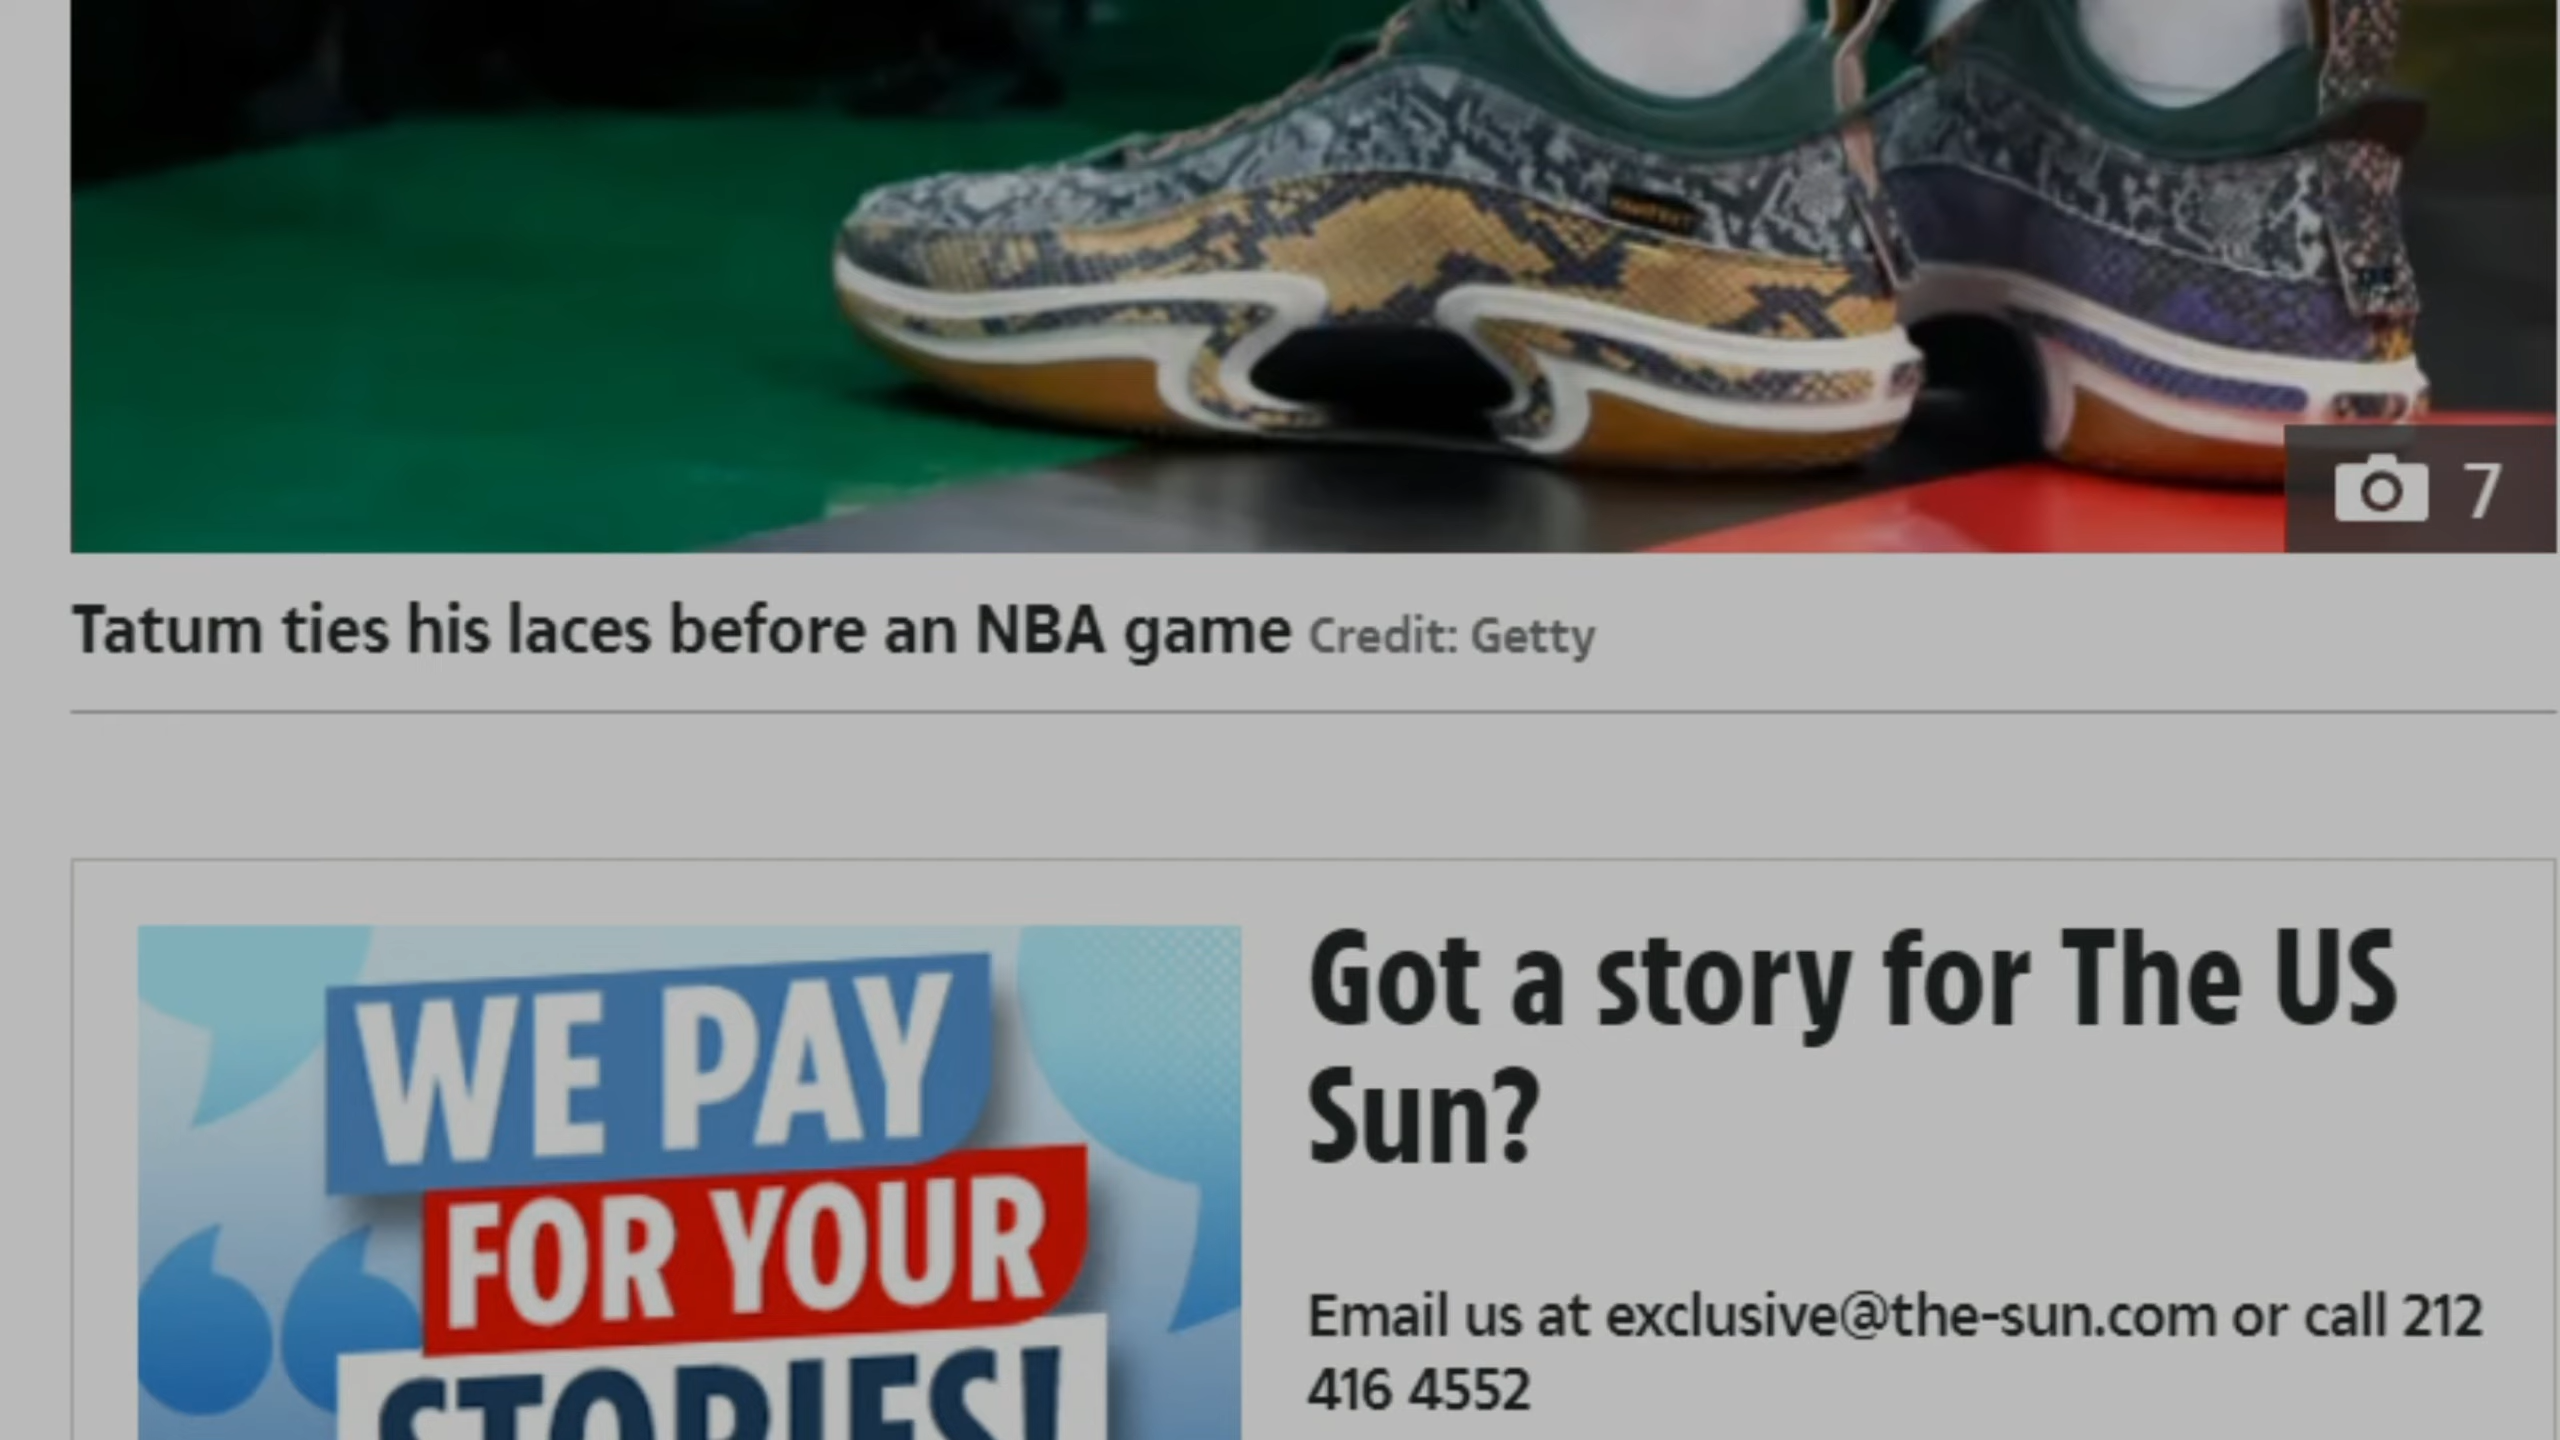 7
Tatum ties his laces before an NBA game Credit: Getty
WE PAY
FOR YOUR
STORIES!
Got a story for The US
Sun?
Email us at exclusive@the-sun.com or call 212
416 4552